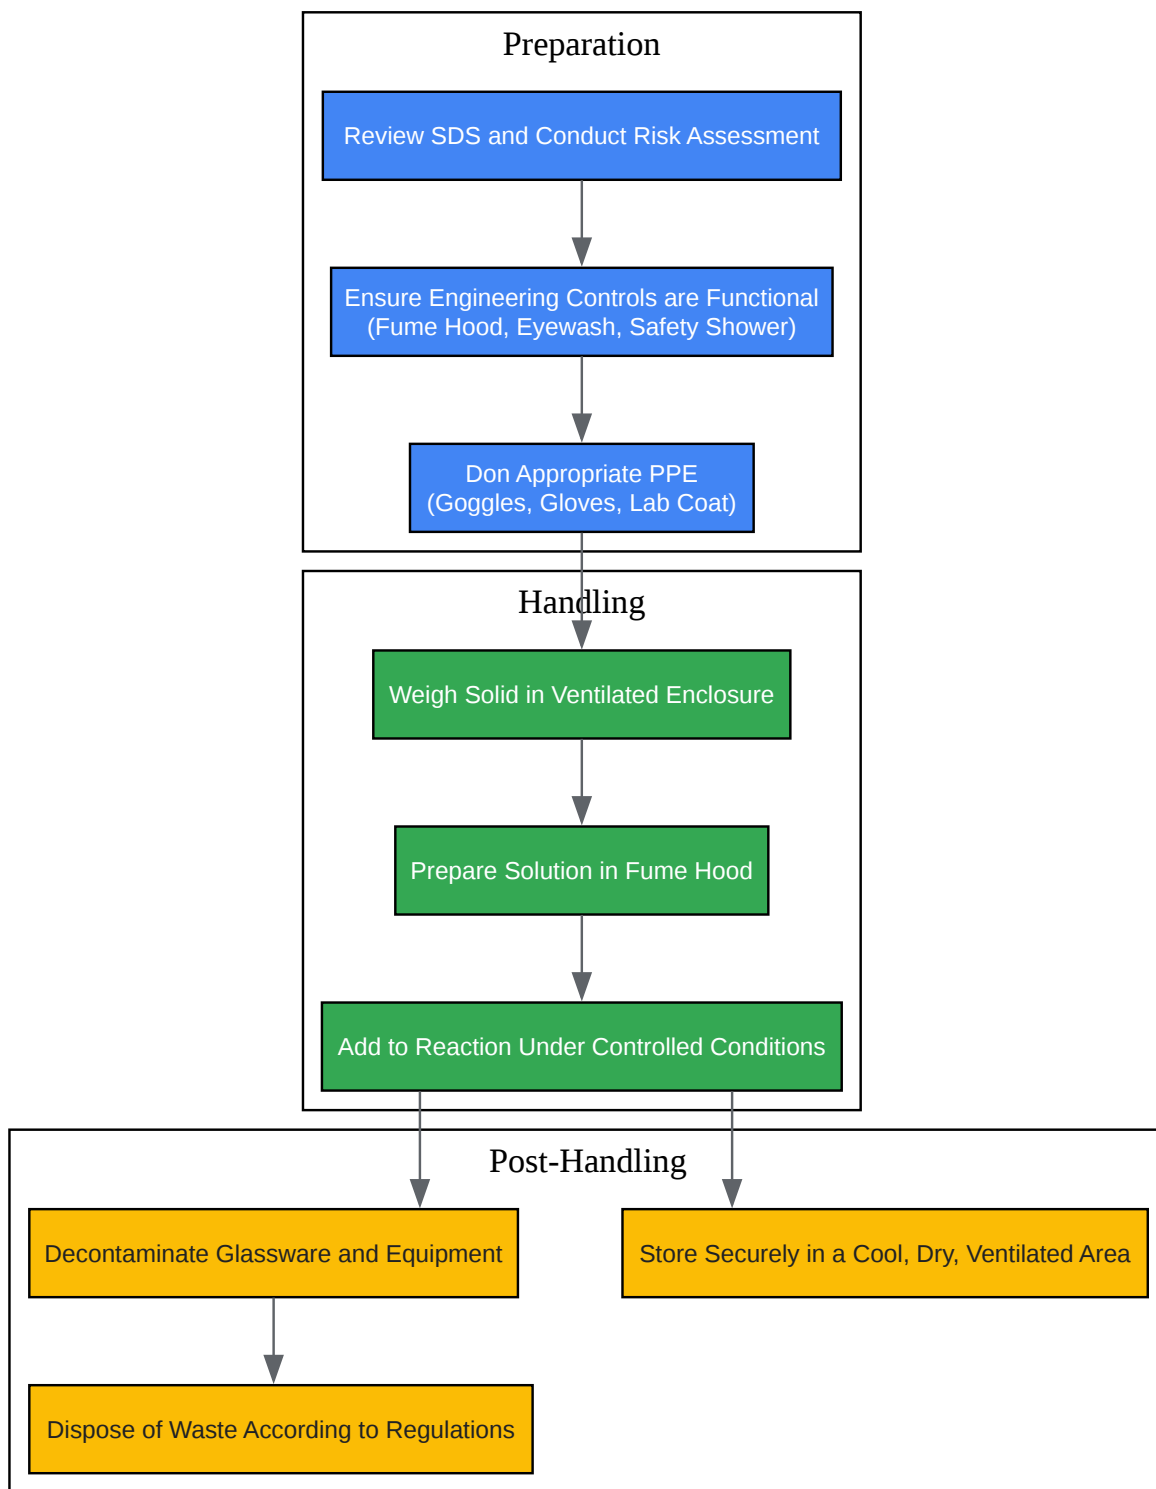 Preparation
Review SDS and Conduct Risk Assessment
Ensure Engineering Controls are Functional
(Fume Hood, Eyewash, Safety Shower)
Don Appropriate PPE
(Goggles, Gloves, Lab Coat)
Handling
Weigh Solid in Ventilated Enclosure
Prepare Solution in Fume Hood
Add to Reaction Under Controlled Conditions
Post-Handling
Decontaminate Glassware and Equipment
Store Securely in a Cool, Dry, Ventilated Area
Dispose of Waste According to Regulations